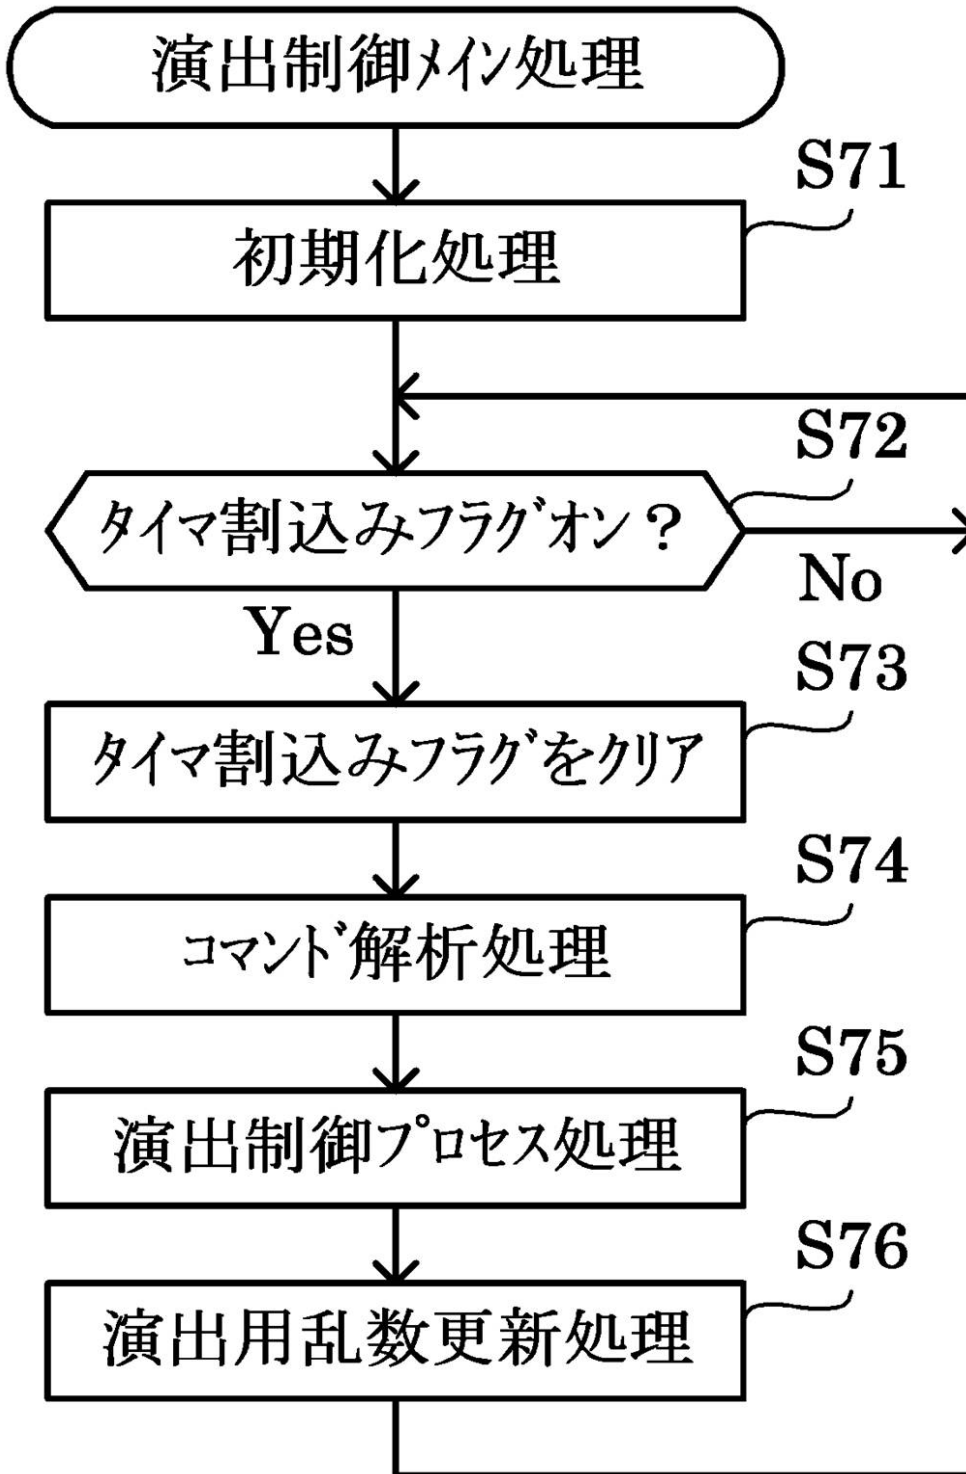 演出制御ﾒｲﾝ処理
S71
初期化処理
S72
タイマ割込みフラグオン？
No
Yes
S73
タイマ割込みフラグをクリア
S74
コマンド解析処理
S75
演出制御プロセス処理
S76
演出用乱数更新処理